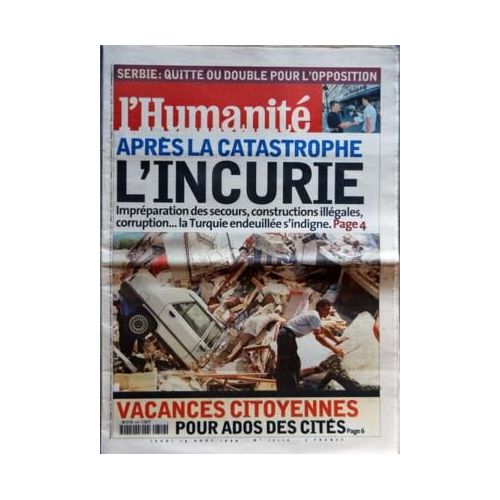 SERBIE: QUITTE OU DOUBLE POUR L'OPPOSITION
l'Humanité
APRÈS LA CATASTROPHE
L'INCURIE
Impréparation des secours, constructions illégales,
corruption... la Turquie endeuillée s'indigne. Page 4
VACANCES CITOYENNES
POUR ADOS DES CITÉS Page 6